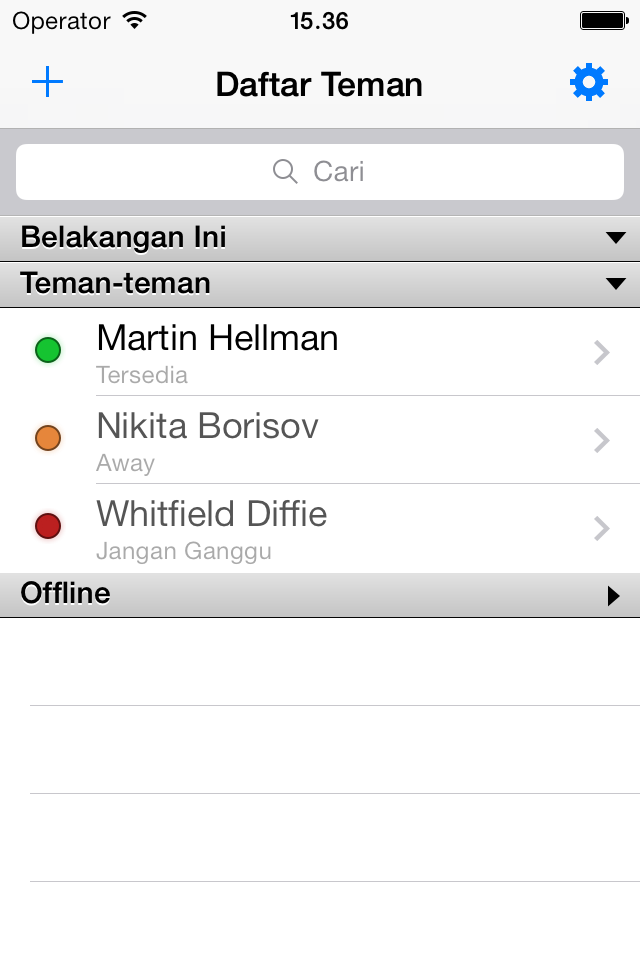 Operator 15.36
Daftar Teman
Cari
Belakangan Ini
Teman-teman
Martin Hellman
Tersedia
Nikita Borisov
Away
Whitfield Diffie
Jangan Ganggu
Offline